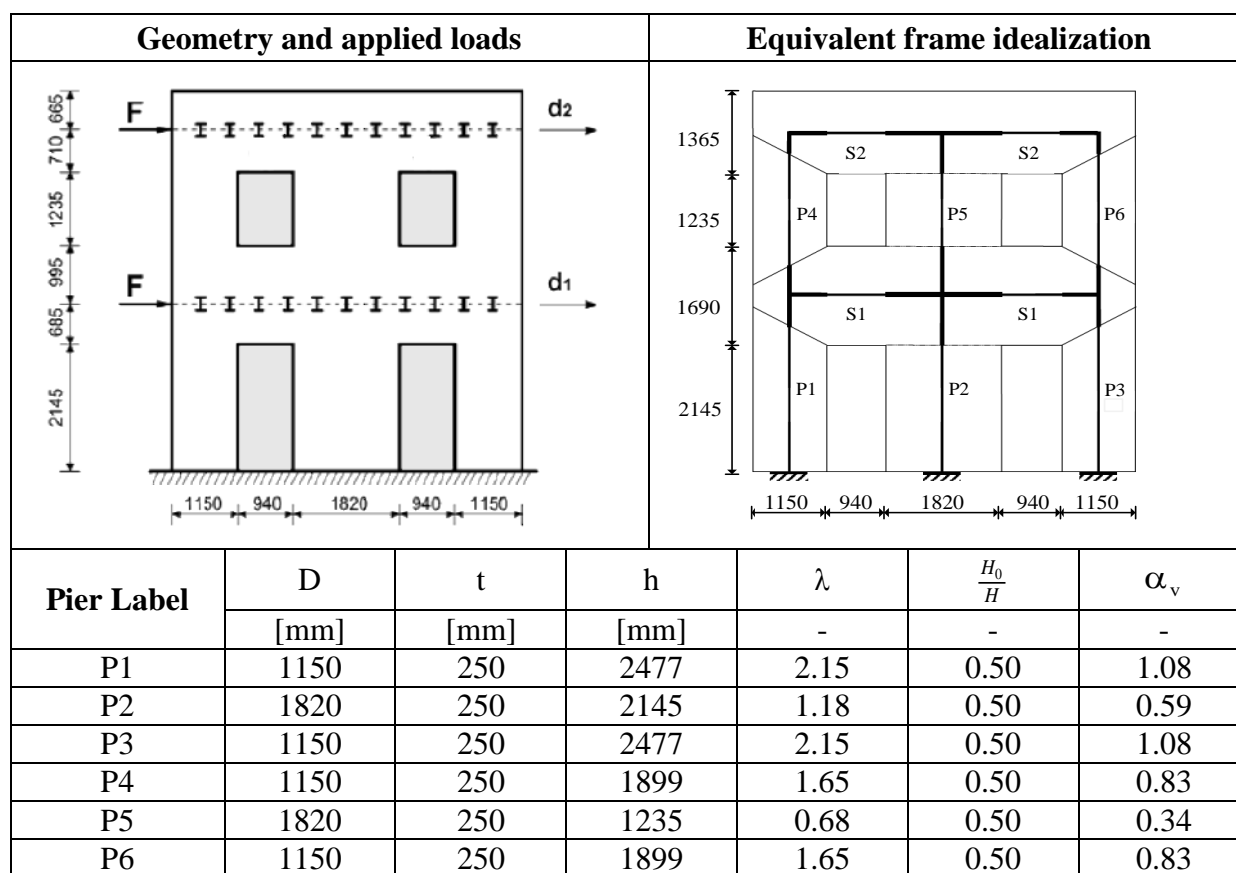 Geometry and applied loads
Equivalent frame idealization
665
710
1235
995
685
2145
F
F
d2
d1
1150 940 1820 940 1150
1365
1235
1690
2145
S2 S2
P4 P5 P6
S1 S1
P1 P2 P3
1150 940 1820 940 1150
Pier Label D t h λ H₀/H αᵥ
[mm] [mm] [mm] - - -
P1 1150 250 2477 2.15 0.50 1.08
P2 1820 250 2145 1.18 0.50 0.59
P3 1150 250 2477 2.15 0.50 1.08
P4 1150 250 1899 1.65 0.50 0.83
P5 1820 250 1235 0.68 0.50 0.34
P6 1150 250 1899 1.65 0.50 0.83